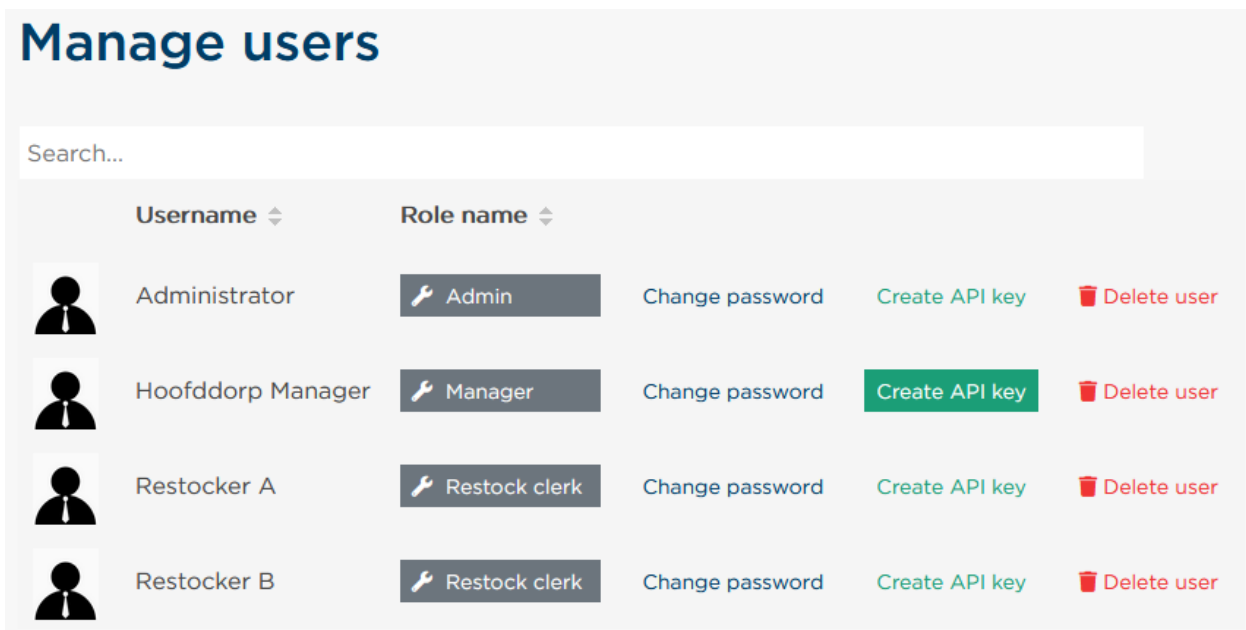 Manage users
Search...
Username Role name
Administrator Admin Change password Create API key Delete user
Hoofddorp Manager Manager Change password Create API key Delete user
Restocker A Restock clerk Change password Create API key Delete user
Restocker B Restock clerk Change password Create API key Delete user